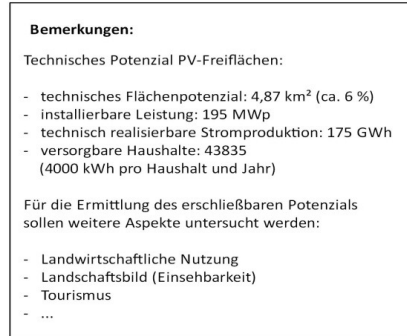 Bemerkungen:
Technisches Potenzial PV-Freiflächen:
- technisches Flächenpotenzial: 4,87 km² (ca. 6 %)
- installierbare Leistung: 195 MWp
- technisch realisierbare Stromproduktion: 175 GWh
- versorgbare Haushalte: 43835
(4000 kWh pro Haushalt und Jahr)
Für die Ermittlung des erschließbaren Potenzials
sollen weitere Aspekte untersucht werden:
- Landwirtschaftliche Nutzung
- Landschaftsbild (Einsehbarkeit)
- Tourismus
- ...